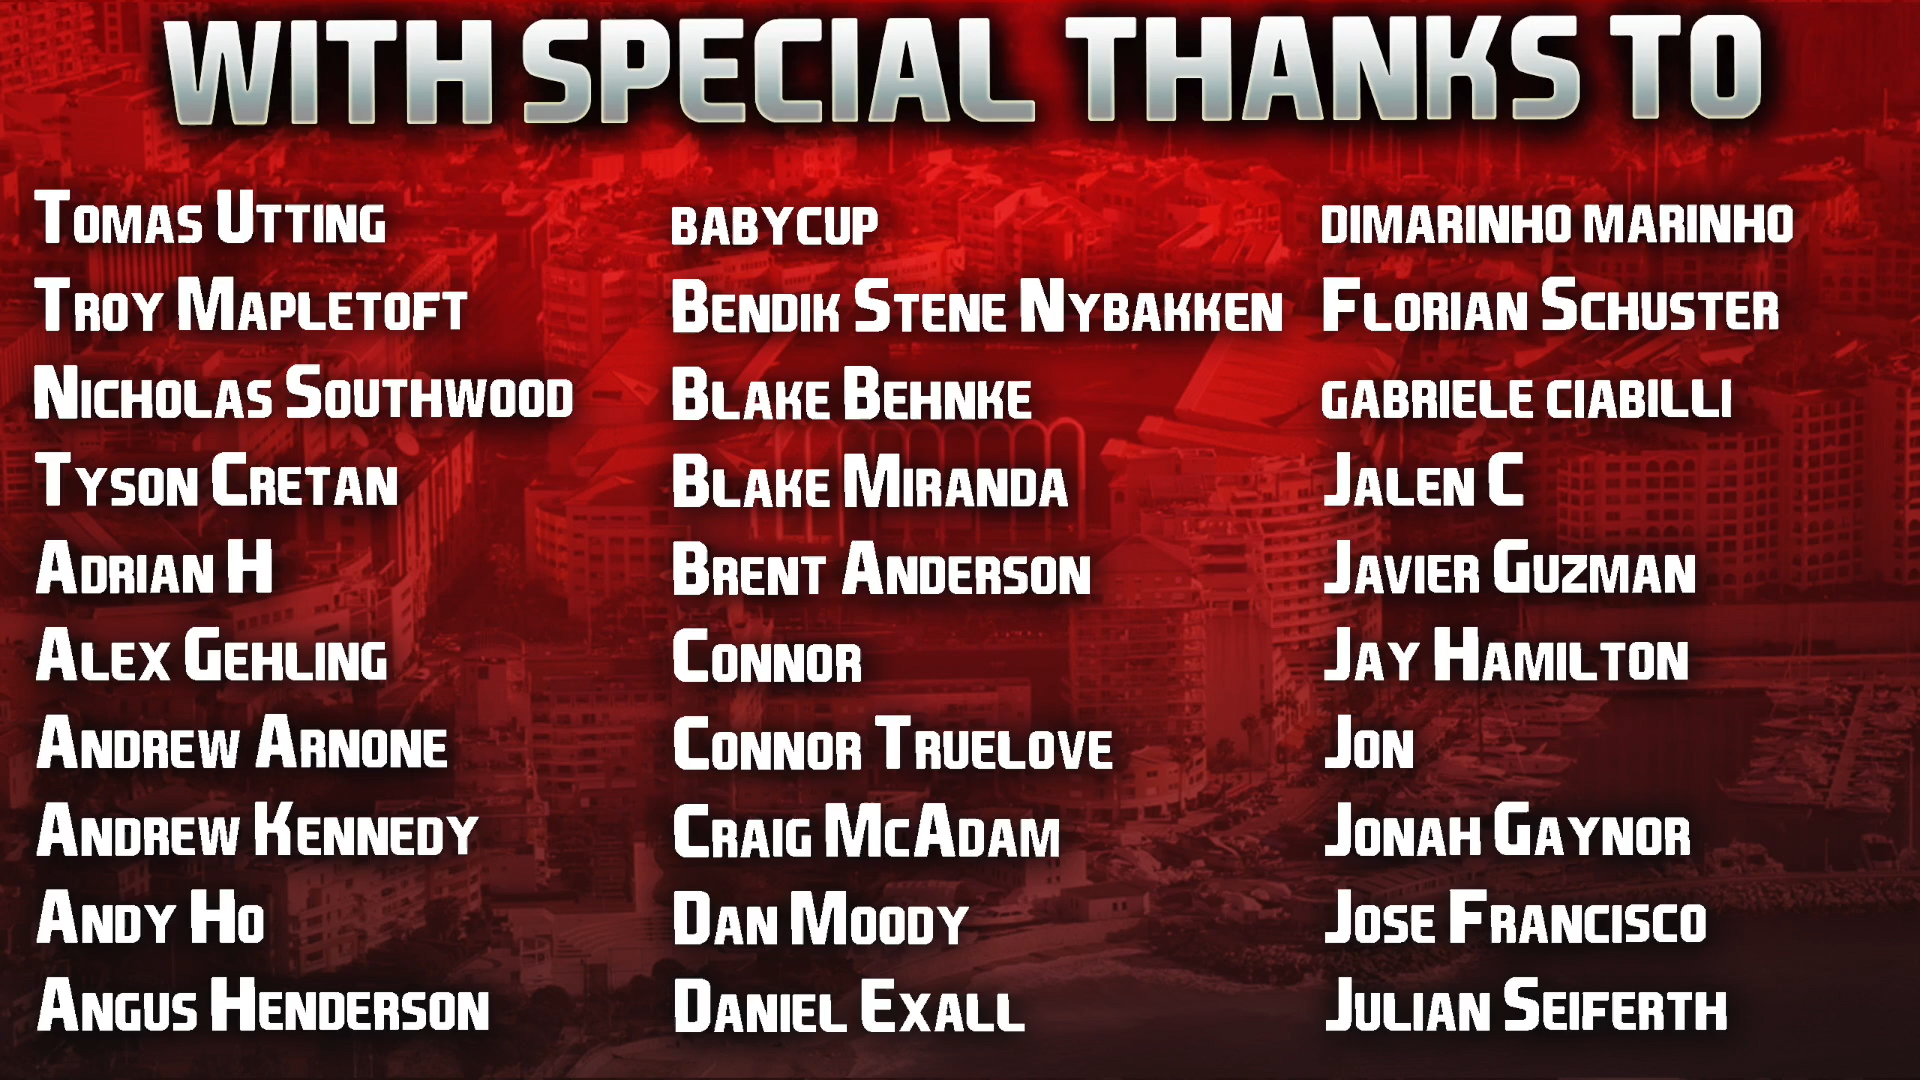 WITH SPECIAL THANKS TO
Tomas Utting
Troy Mapletoft
Nicholas Southwood
Tyson Cretan
Adrian H
Alex Gehling
Andrew Arnone
Andrew Kennedy
Andy Ho
Angus Henderson
babycup
Bendik Stene Nybakken
Blake Behnke
Blake Miranda
Brent Anderson
Connor
Connor Truelove
Craig McAdam
Dan Moody
Daniel Exall
dimarinho marinho
Florian Schuster
gabriele ciabilli
Jalen C
Javier Guzman
Jay Hamilton
Jon
Jonah Gaynor
Jose Francisco
Julian Seiferth